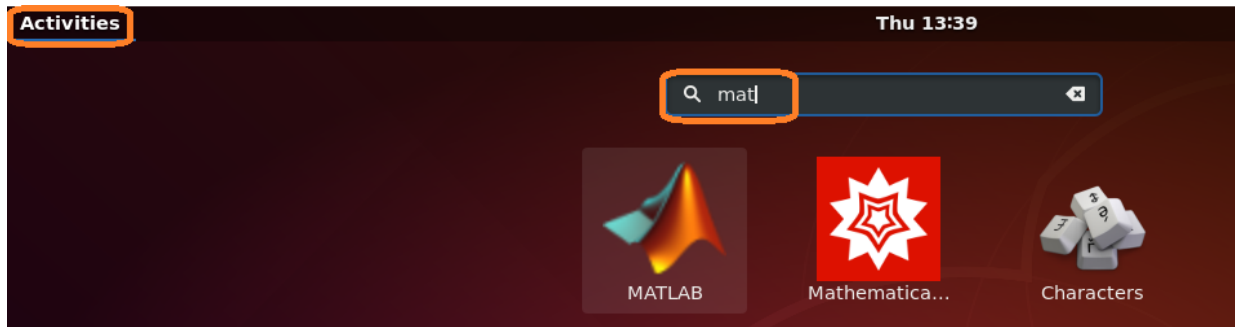 Activities
Thu 13:39
mat
MATLAB
Mathematica...
Characters